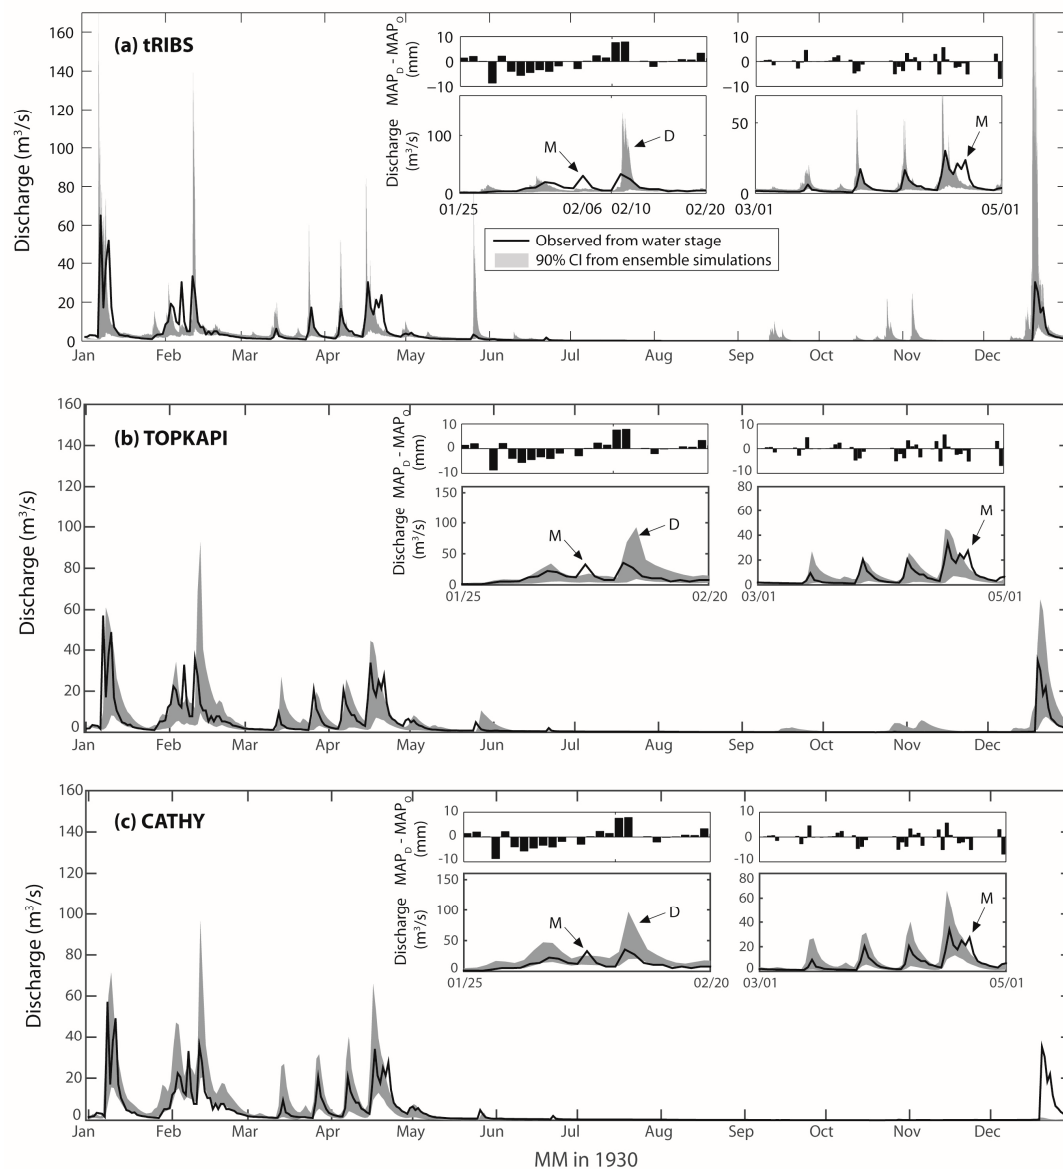 (a) tRIBS
Discharge (m³/s)
160
140
120
100
80
60
40
20
0
Jan Feb Mar Apr May Jun Jul Aug Sep Oct Nov Dec
MAP_D - MAP_O
(mm)
10
0
−10
10
0
−10
Discharge
(m³/s)
100
0
M
D
01/25 02/06 02/10 02/20
50
0
M
03/01 05/01
Observed from water stage
90% CI from ensemble simulations
(b) TOPKAPI
Discharge (m³/s)
160
140
120
100
80
60
40
20
0
Jan Feb Mar Apr May Jun Jul Aug Sep Oct Nov Dec
MAP_D - MAP_O
(mm)
10
0
-10
10
0
-10
Discharge
(m³/s)
150
100
50
0
M
D
01/25 02/20
80
60
40
20
0
M
03/01 05/01
(c) CATHY
Discharge (m³/s)
160
140
120
100
80
60
40
20
0
Jan Feb Mar Apr May Jun Jul Aug Sep Oct Nov Dec
MAP_D - MAP_O
(mm)
10
0
-10
10
0
-10
Discharge
(m³/s)
150
100
50
0
M
D
01/25 02/20
80
60
40
20
0
M
03/01 05/01
MM in 1930